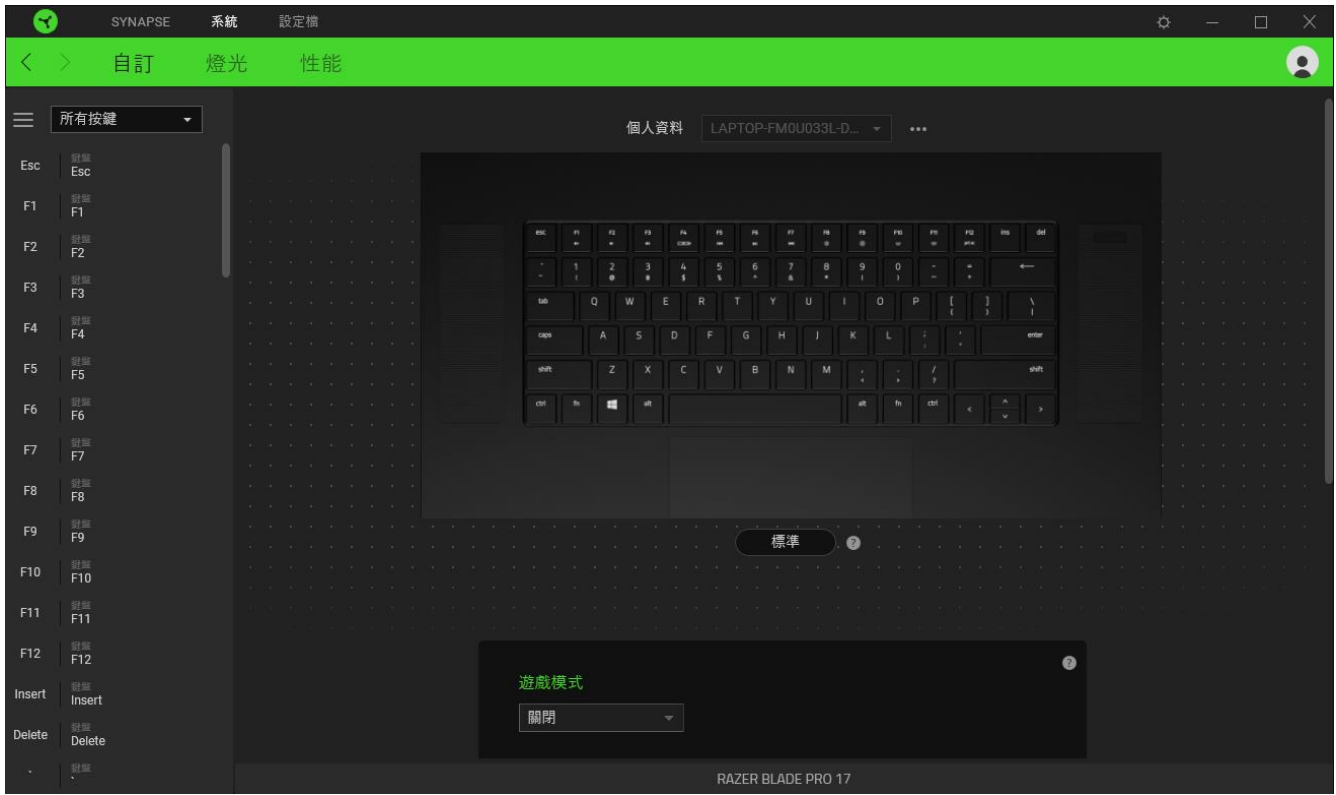 SYNAPSE 系統 設定檔
自訂 燈光 性能
所有按鍵
個人資料 LAPTOP-FM0U033L-D...
Esc 鍵盤 Esc
F1 鍵盤 F1
F2 鍵盤 F2
F3 鍵盤 F3
F4 鍵盤 F4
F5 鍵盤 F5
F6 鍵盤 F6
F7 鍵盤 F7
F8 鍵盤 F8
F9 鍵盤 F9
F10 鍵盤 F10
F11 鍵盤 F11
F12 鍵盤 F12
Insert 鍵盤 Insert
Delete 鍵盤 Delete
` 鍵盤 `
esc F1 F2 F3 F4 F5 F6 F7 F8 F9 F10 F11 F12 ins del
1 2 3 4 5 6 7 8 9 0 - =
tab Q W E R T Y U I O P [ ] \
caps A S D F G H J K L ; ' enter
shift Z X C V B N M , . / ? shift
ctrl fn alt alt fn ctrl
標準
遊戲模式
關閉
RAZER BLADE PRO 17